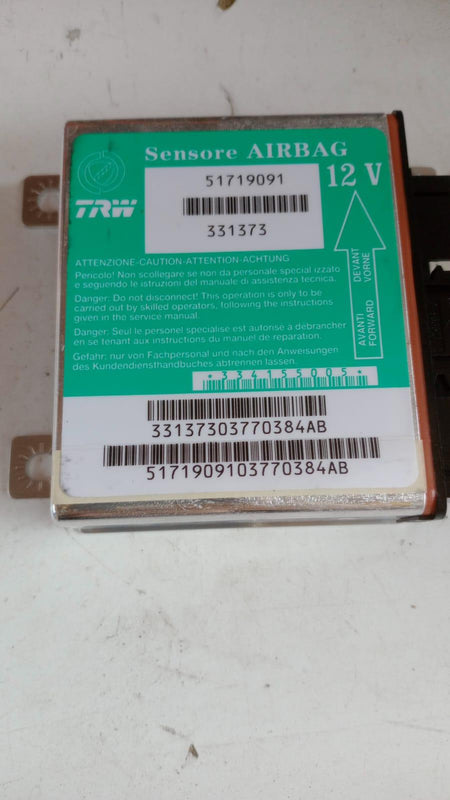 Sensore AIRBAG
51719091
12 V
331373
TRW
ATTENZIONE-CAUTION-ATTENTION-ACHTUNG
Pericolo! Non scollegare se non da personale special izzato
e seguendo le istruzioni del manuale di assistenza tecnica.
Danger: Do not disconnect! This operation is only to be
carried out by skilled operators, following the instructions
given in the service manual.
Danger: Seul le personel specialise est autorise a debrancher
en se tenant aux instructions du manuel de reparation.
Gefahr: nur von Fachpersonal und nach den Anweisungen
des Kundendiensthandbuches abtrennen lassen.
AVANTI DEVANT
FORWARD VORNE
*334155005*
33137303770384AB
5171909103770384AB